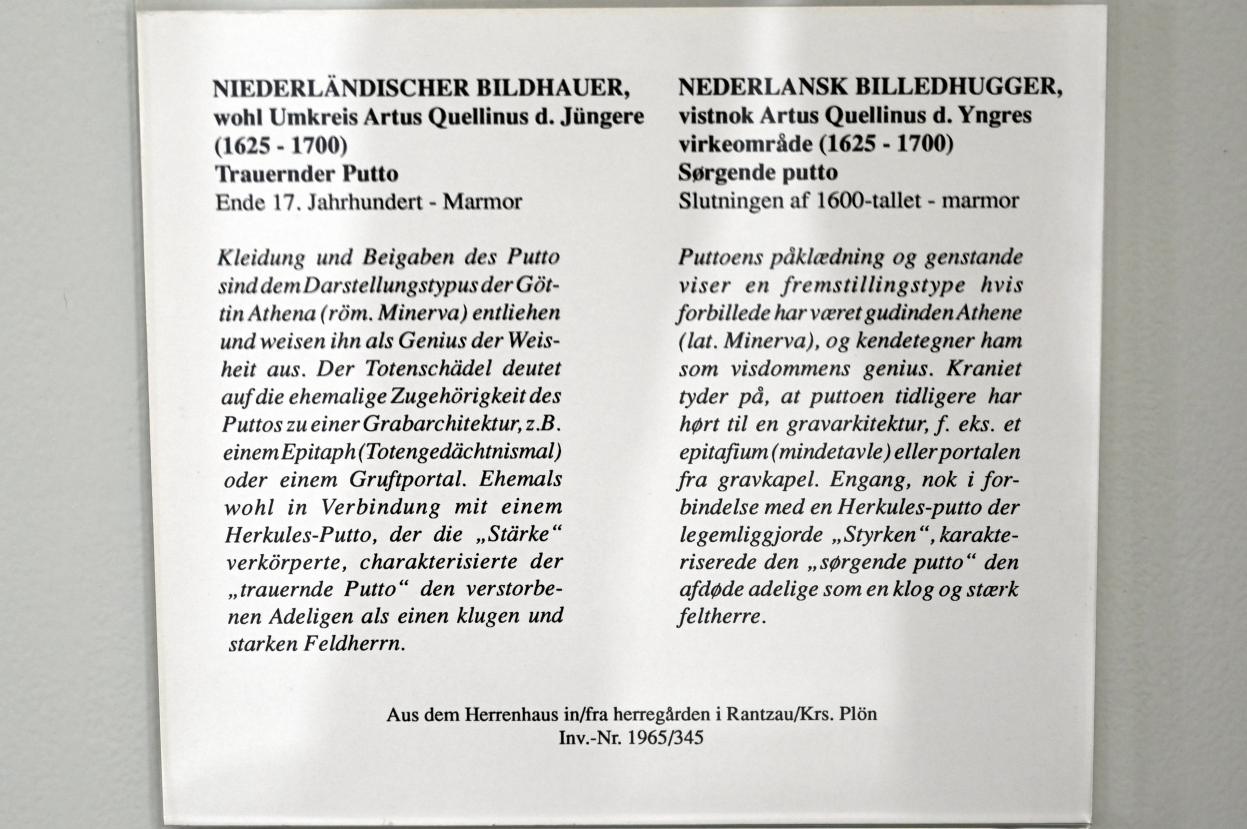 NIEDERLÄNDISCHER BILDHAUER,
wohl Umkreis Artus Quellinus d. Jüngere
(1625 - 1700)
Trauernder Putto
Ende 17. Jahrhundert - Marmor
Kleidung und Beigaben des Putto
sind dem Darstellungstypus der Göt-
tin Athena (röm. Minerva) entliehen
und weisen ihn als Genius der Weis-
heit aus. Der Totenschädel deutet
auf die ehemalige Zugehörigkeit des
Puttos zu einer Grabarchitektur, z.B.
einem Epitaph (Totengedächtnismal)
oder einem Gruftportal. Ehemals
wohl in Verbindung mit einem
Herkules-Putto, der die „Stärke“
verkörperte, charakterisierte der
„trauernde Putto“ den verstorbe-
nen Adeligen als einen klugen und
starken Feldherrn.
NEDERLANSK BILLEDHUGGER,
vistnok Artus Quellinus d. Yngres
virkeområde (1625 - 1700)
Sørgende putto
Slutningen af 1600-tallet - marmor
Puttoens påklædning og genstande
viser en fremstillingstype hvis
forbillede har været gudinden Athene
(lat. Minerva), og kendetegner ham
som visdommens genius. Kraniet
tyder på, at puttoen tidligere har
hørt til en gravarkitektur, f. eks. et
epitafium (mindetavle) eller portalen
fra gravkapel. Engang, nok i for-
bindelse med en Herkules-putto der
legemliggjorde „Styrken“, karakte-
riserede den „sørgende putto“ den
afdøde adelige som en klog og stærk
feltherre.
Aus dem Herrenhaus in/fra herregården i Rantzau/Krs. Plön
Inv.-Nr. 1965/345